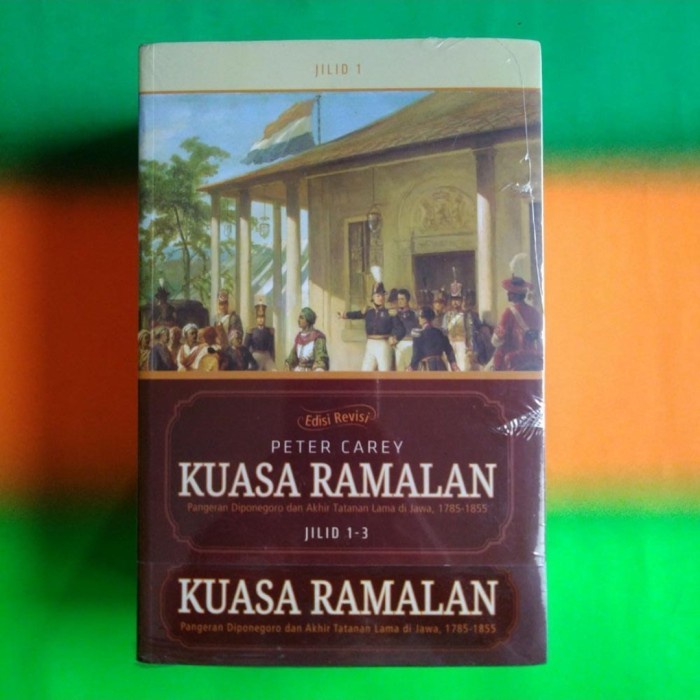 JILID 1
Edisi Revisi
PETER CAREY
KUASA RAMALAN
Pangeran Diponegoro dan Akhir Tatanan Lama di Jawa, 1785-1855
JILID 1-3
KUASA RAMALAN
Pangeran Diponegoro dan Akhir Tatanan Lama di Jawa, 1785-1855